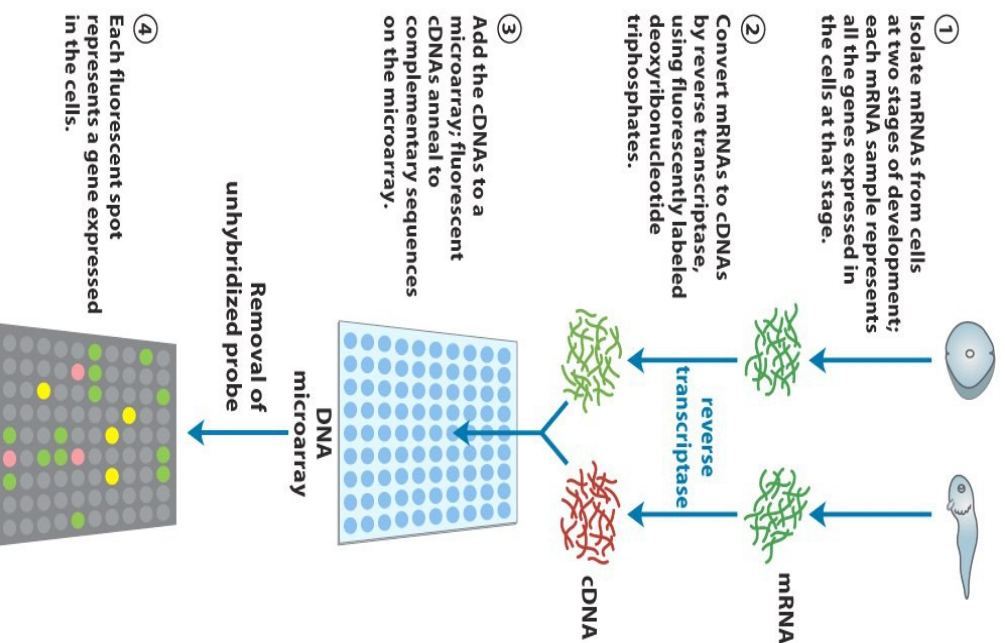 ①
Isolate mRNAs from cells
at two stages of development;
each mRNA sample represents
all the genes expressed in
the cells at that stage.
②
Convert mRNAs to cDNAs
by reverse transcriptase,
using fluorescently labeled
deoxyribonucleotide
triphosphates.
③
Add the cDNAs to a
microarray; fluorescent
cDNAs anneal to
complementary sequences
on the microarray.
④
Each fluorescent spot
represents a gene expressed
in the cells.
mRNA
reverse
transcriptase
cDNA
DNA
microarray
Removal of
unhybridized probe